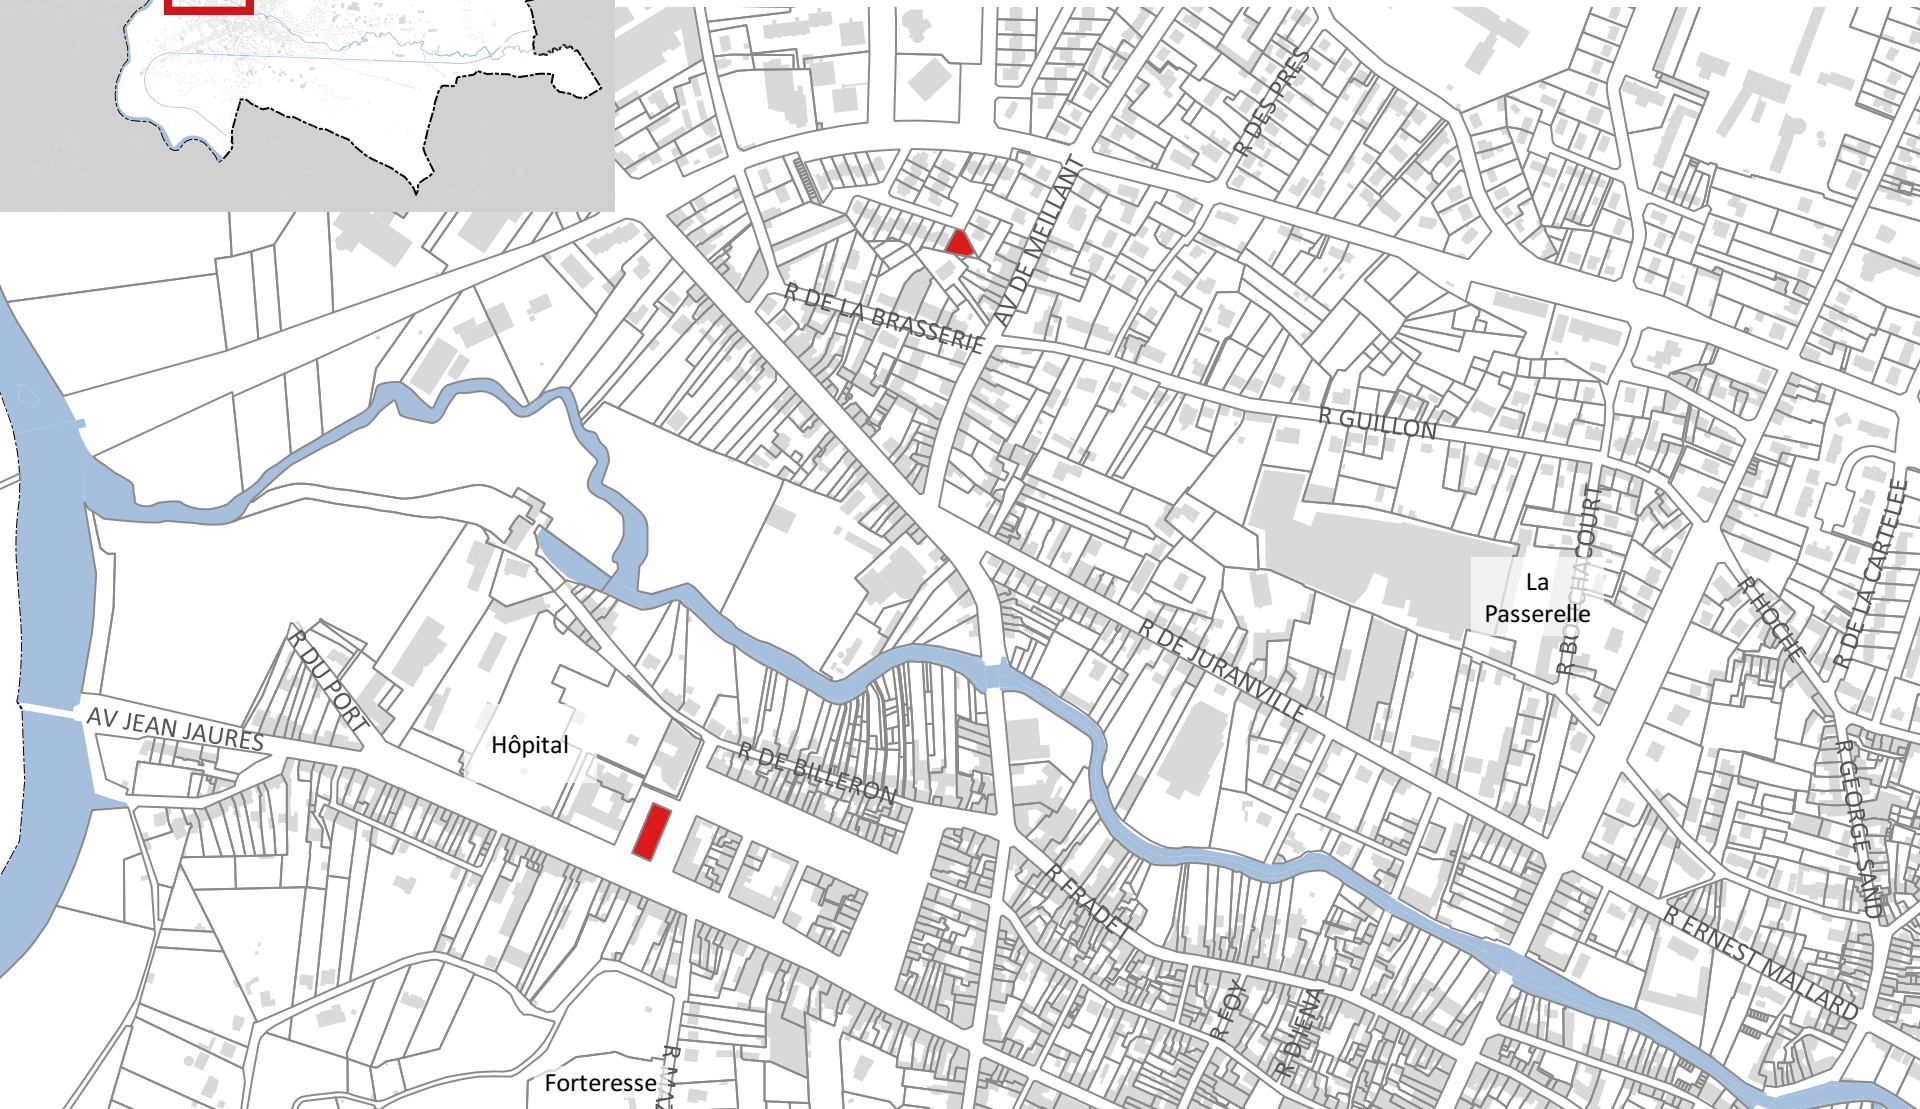 R DES PRES
AV DE MEILLANT
R DE LA BRASSERIE
R GUILLON
R DE LA CARTELEE
La
Passerelle
R HOCHE
R DE JURANVILLE
R DU PORT
AV JEAN JAURES
Hôpital
R DE BILLERON
R GEORGE SAND
R FRADET
R ERNEST MALLARD
R FOY
R D IENA
Forteresse